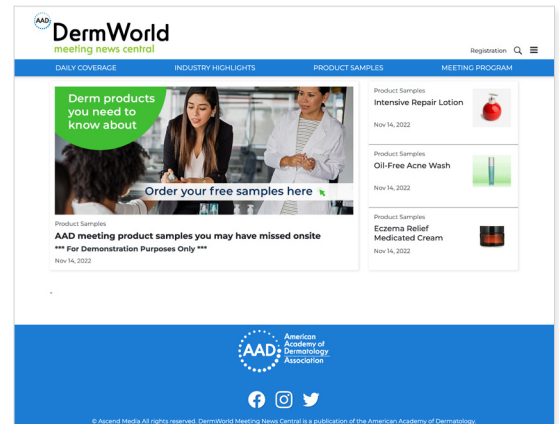 AAD
DermWorld
meeting news central
Registration
DAILY COVERAGE INDUSTRY HIGHLIGHTS PRODUCT SAMPLES MEETING PROGRAM
Derm products
you need to
know about
Order your free samples here
Product Samples
AAD meeting product samples you may have missed onsite
*** For Demonstration Purposes Only ***
Nov 14, 2022
Product Samples
Intensive Repair Lotion
Nov 14, 2022
Product Samples
Oil-Free Acne Wash
Nov 14, 2022
Product Samples
Eczema Relief
Medicated Cream
Nov 14, 2022
-
AAD
American
Academy of
Dermatology
Association
© Ascend Media All rights reserved. DermWorld Meeting News Central is a publication of the American Academy of Dermatology.